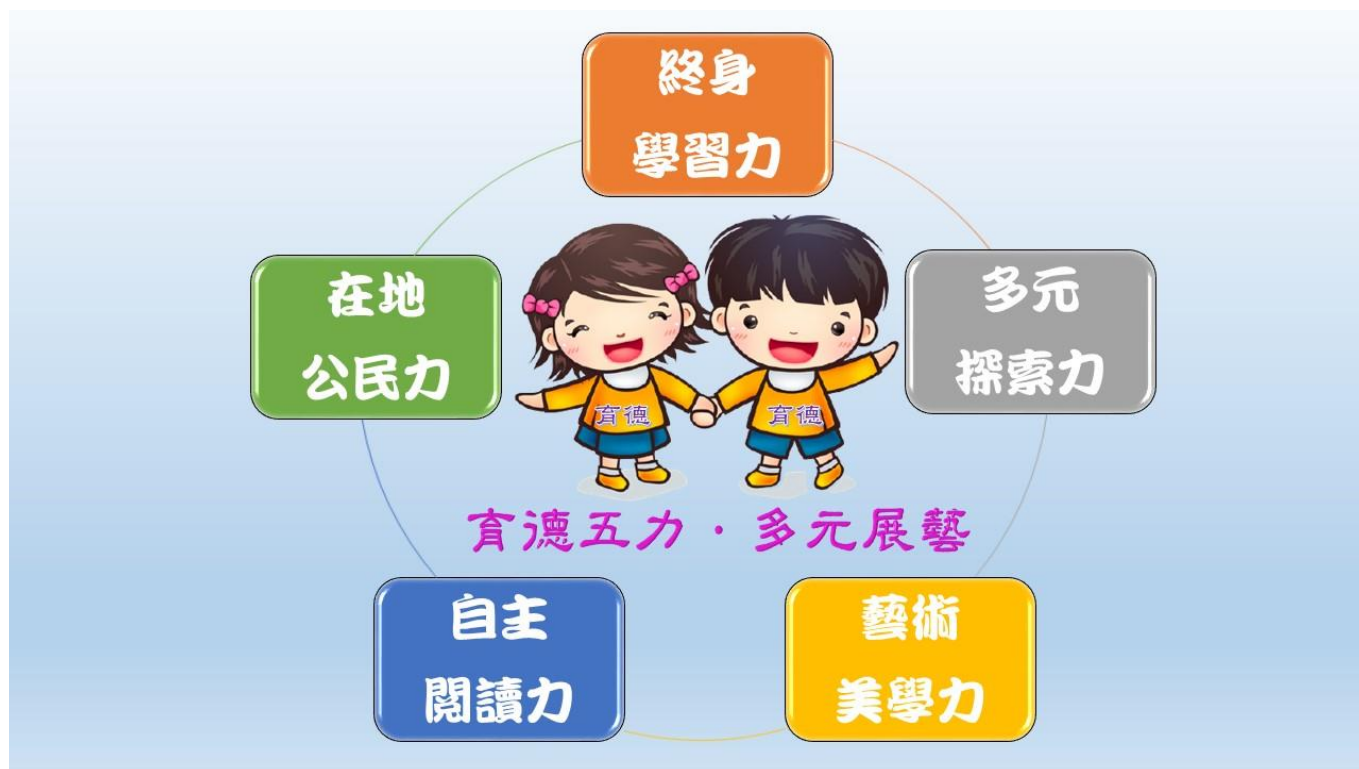 終身
學習力
在地
公民力
多元
探索力
育德
育德
育德五力·多元展藝
自主
閱讀力
藝術
美學力